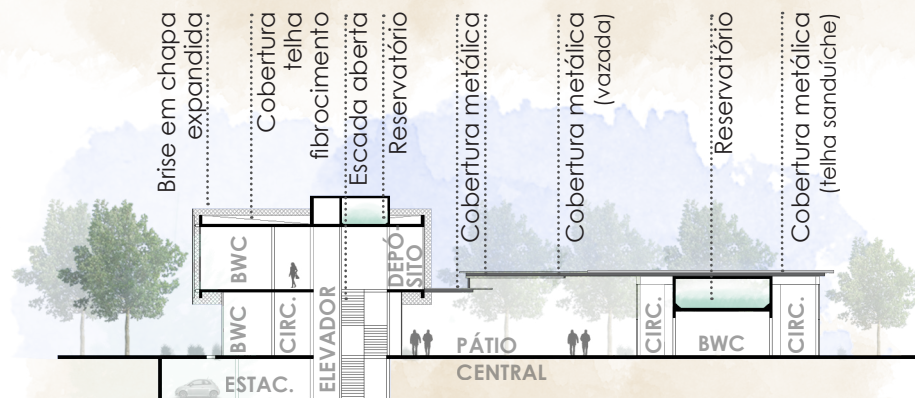 Brise em chapa
expandida
Cobertura
telha
fibrocimento
Escada aberta
Reservatório
Cobertura metálica
Cobertura metálica
(vazada)
Reservatório
Cobertura metálica
(telha sanduíche)
BWC
DEPÓ-
SITO
BWC
CIRC.
ELEVADOR
PÁTIO
CENTRAL
CIRC.
BWC
CIRC.
ESTAC.